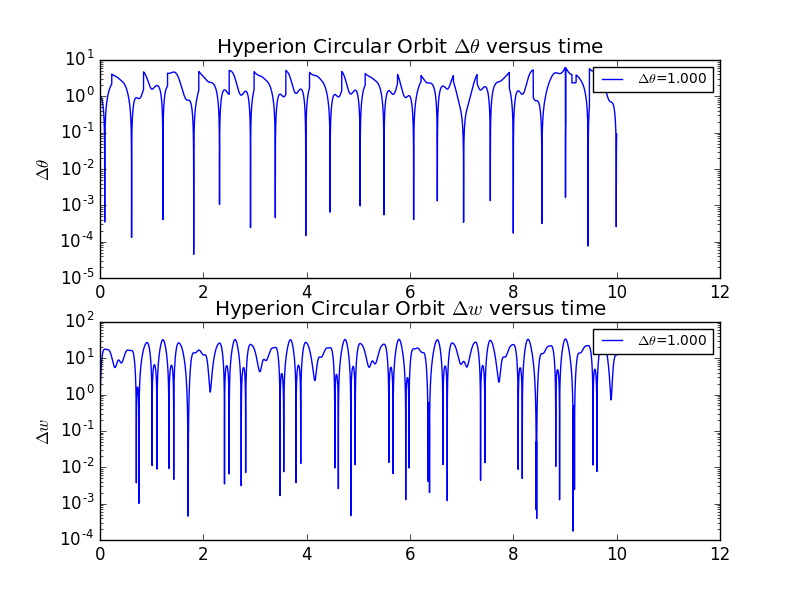 Hyperion Circular Orbit Δθ versus time
10^1
10^0
10^-1
10^-2
10^-3
10^-4
10^-5
Δθ
Δθ=1.000
0 2 4 6 8 10 12
Hyperion Circular Orbit Δw versus time
10^2
10^1
10^0
10^-1
10^-2
10^-3
10^-4
Δw
Δθ=1.000
0 2 4 6 8 10 12